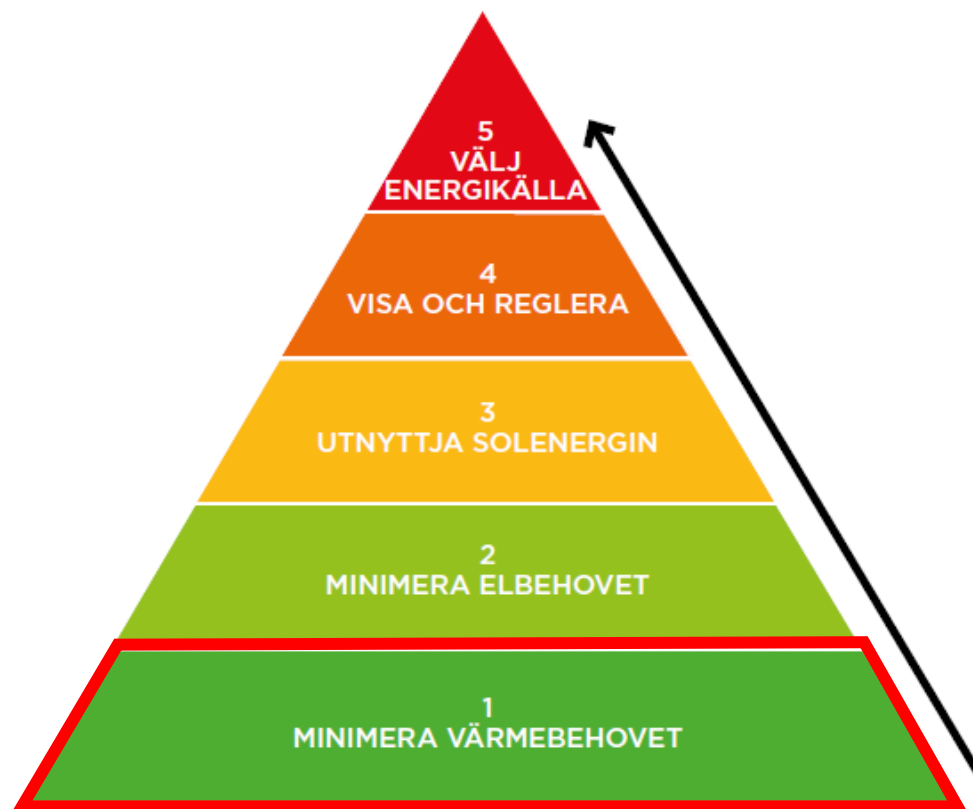 5
VÄLJ
ENERGIKÄLLA
4
VISA OCH REGLERA
3
UTNYTTJA SOLENERGIN
2
MINIMERA ELBEHOVET
1
MINIMERA VÄRMEBEHOVET